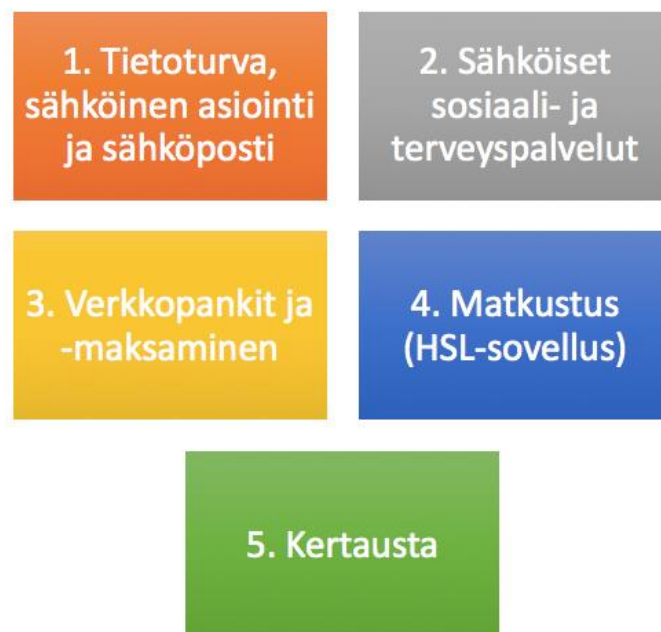 1. Tietoturva,
sähköinen asiointi
ja sähköposti
2. Sähköiset
sosiaali- ja
terveyspalvelut
3. Verkkopankit ja
-maksaminen
4. Matkustus
(HSL-sovellus)
5. Kertausta